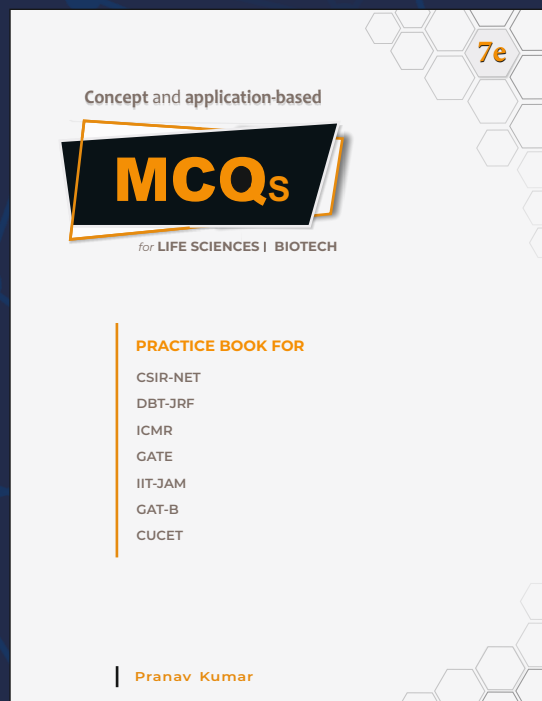 7e
Concept and application-based
MCQs
for LIFE SCIENCES | BIOTECH
PRACTICE BOOK FOR
CSIR-NET
DBT-JRF
ICMR
GATE
IIT-JAM
GAT-B
CUCET
Pranav Kumar